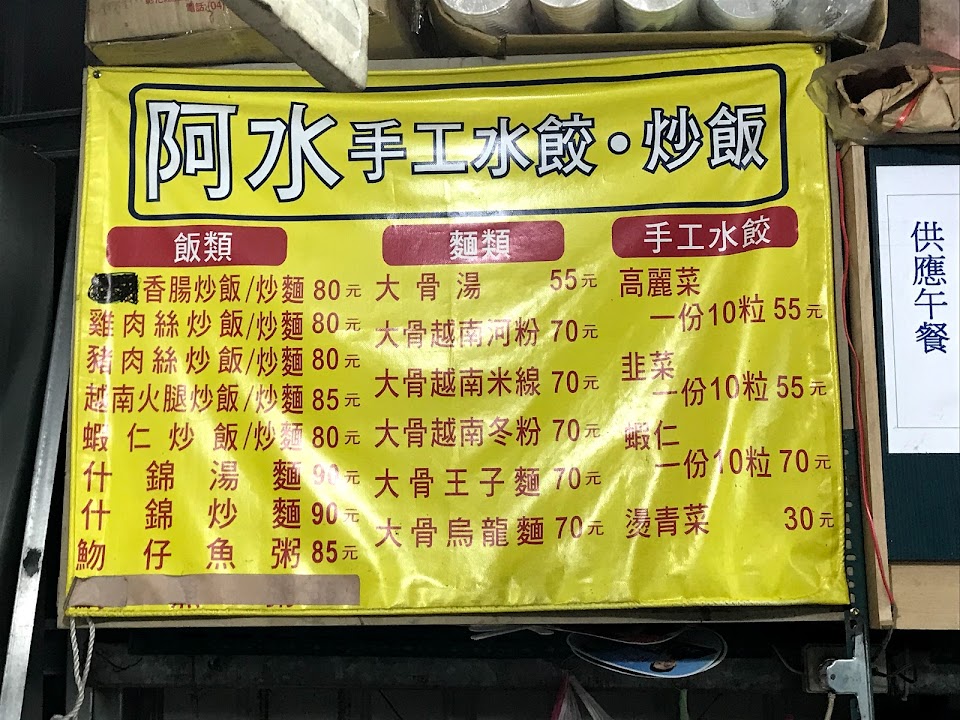 電話:(04)
阿水手工水餃・炒飯
飯類
香腸炒飯/炒麵 80元
雞肉絲炒飯/炒麵 80元
豬肉絲炒飯/炒麵 80元
越南火腿炒飯/炒麵 85元
蝦仁炒飯/炒麵 80元
什錦湯麵 90元
什錦炒麵 90元
魩仔魚粥 85元
麵類
大骨湯 55元
大骨越南河粉 70元
大骨越南米線 70元
大骨越南冬粉 70元
大骨王子麵 70元
大骨烏龍麵 70元
手工水餃
高麗菜
一份10粒 55元
韭菜
一份10粒 55元
蝦仁
一份10粒 70元
燙青菜 30元
供應午餐